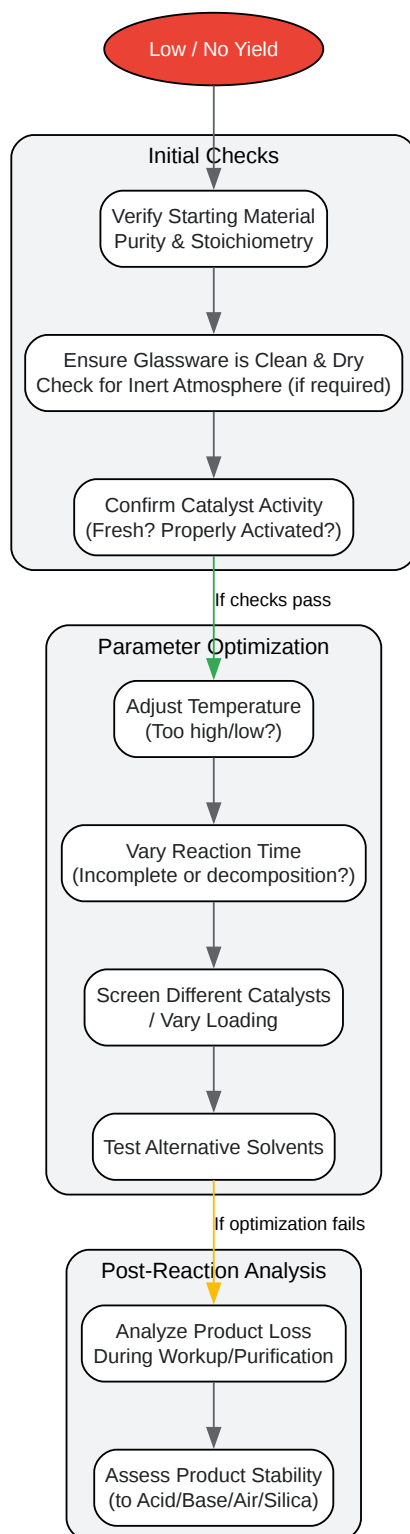 Low / No Yield
Initial Checks
Verify Starting Material
Purity & Stoichiometry
Ensure Glassware is Clean & Dry
Check for Inert Atmosphere (if required)
Confirm Catalyst Activity
(Fresh? Properly Activated?)
If checks pass
Parameter Optimization
Adjust Temperature
(Too high/low?)
Vary Reaction Time
(Incomplete or decomposition?)
Screen Different Catalysts
/ Vary Loading
Test Alternative Solvents
If optimization fails
Post-Reaction Analysis
Analyze Product Loss
During Workup/Purification
Assess Product Stability
(to Acid/Base/Air/Silica)